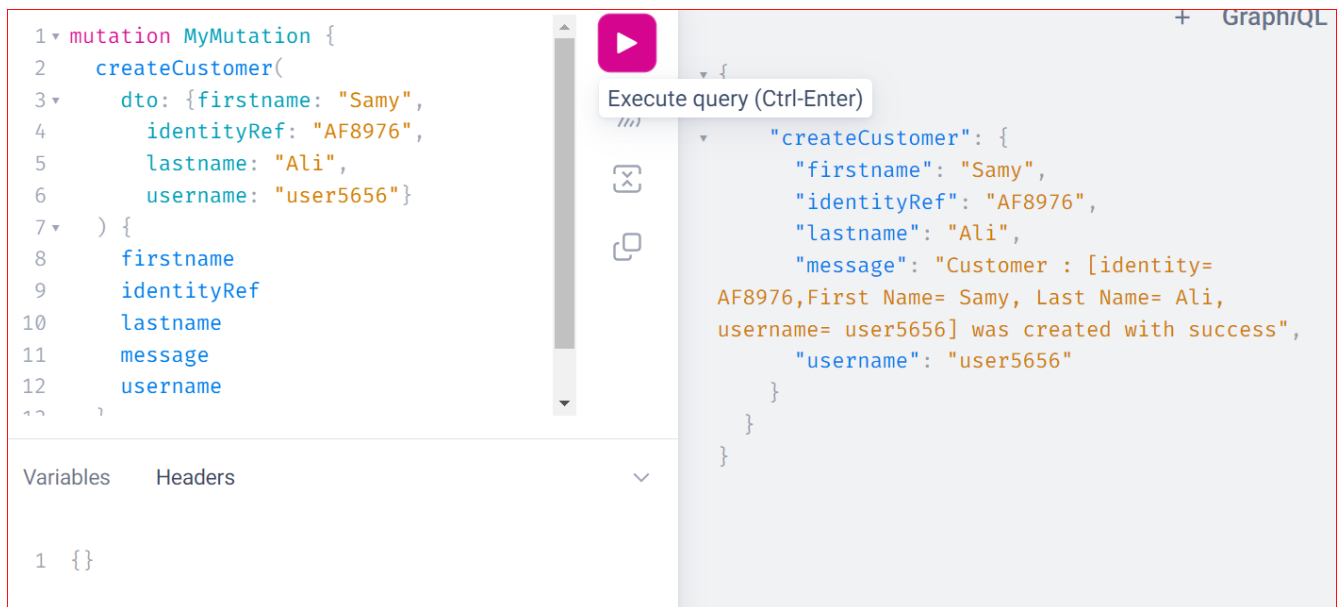 1 mutation MyMutation {
2 createCustomer(
3 dto: {firstname: "Samy",
4 identityRef: "AF8976",
5 lastname: "Ali",
6 username: "user5656"}
7 ) {
8 firstname
9 identityRef
10 lastname
11 message
12 username
}
Variables Headers
1 {}
Execute query (Ctrl-Enter)
+ GraphiQL
{
"createCustomer": {
"firstname": "Samy",
"identityRef": "AF8976",
"lastname": "Ali",
"message": "Customer : [identity=
AF8976,First Name= Samy, Last Name= Ali,
username= user5656] was created with success",
"username": "user5656"
}
}
}